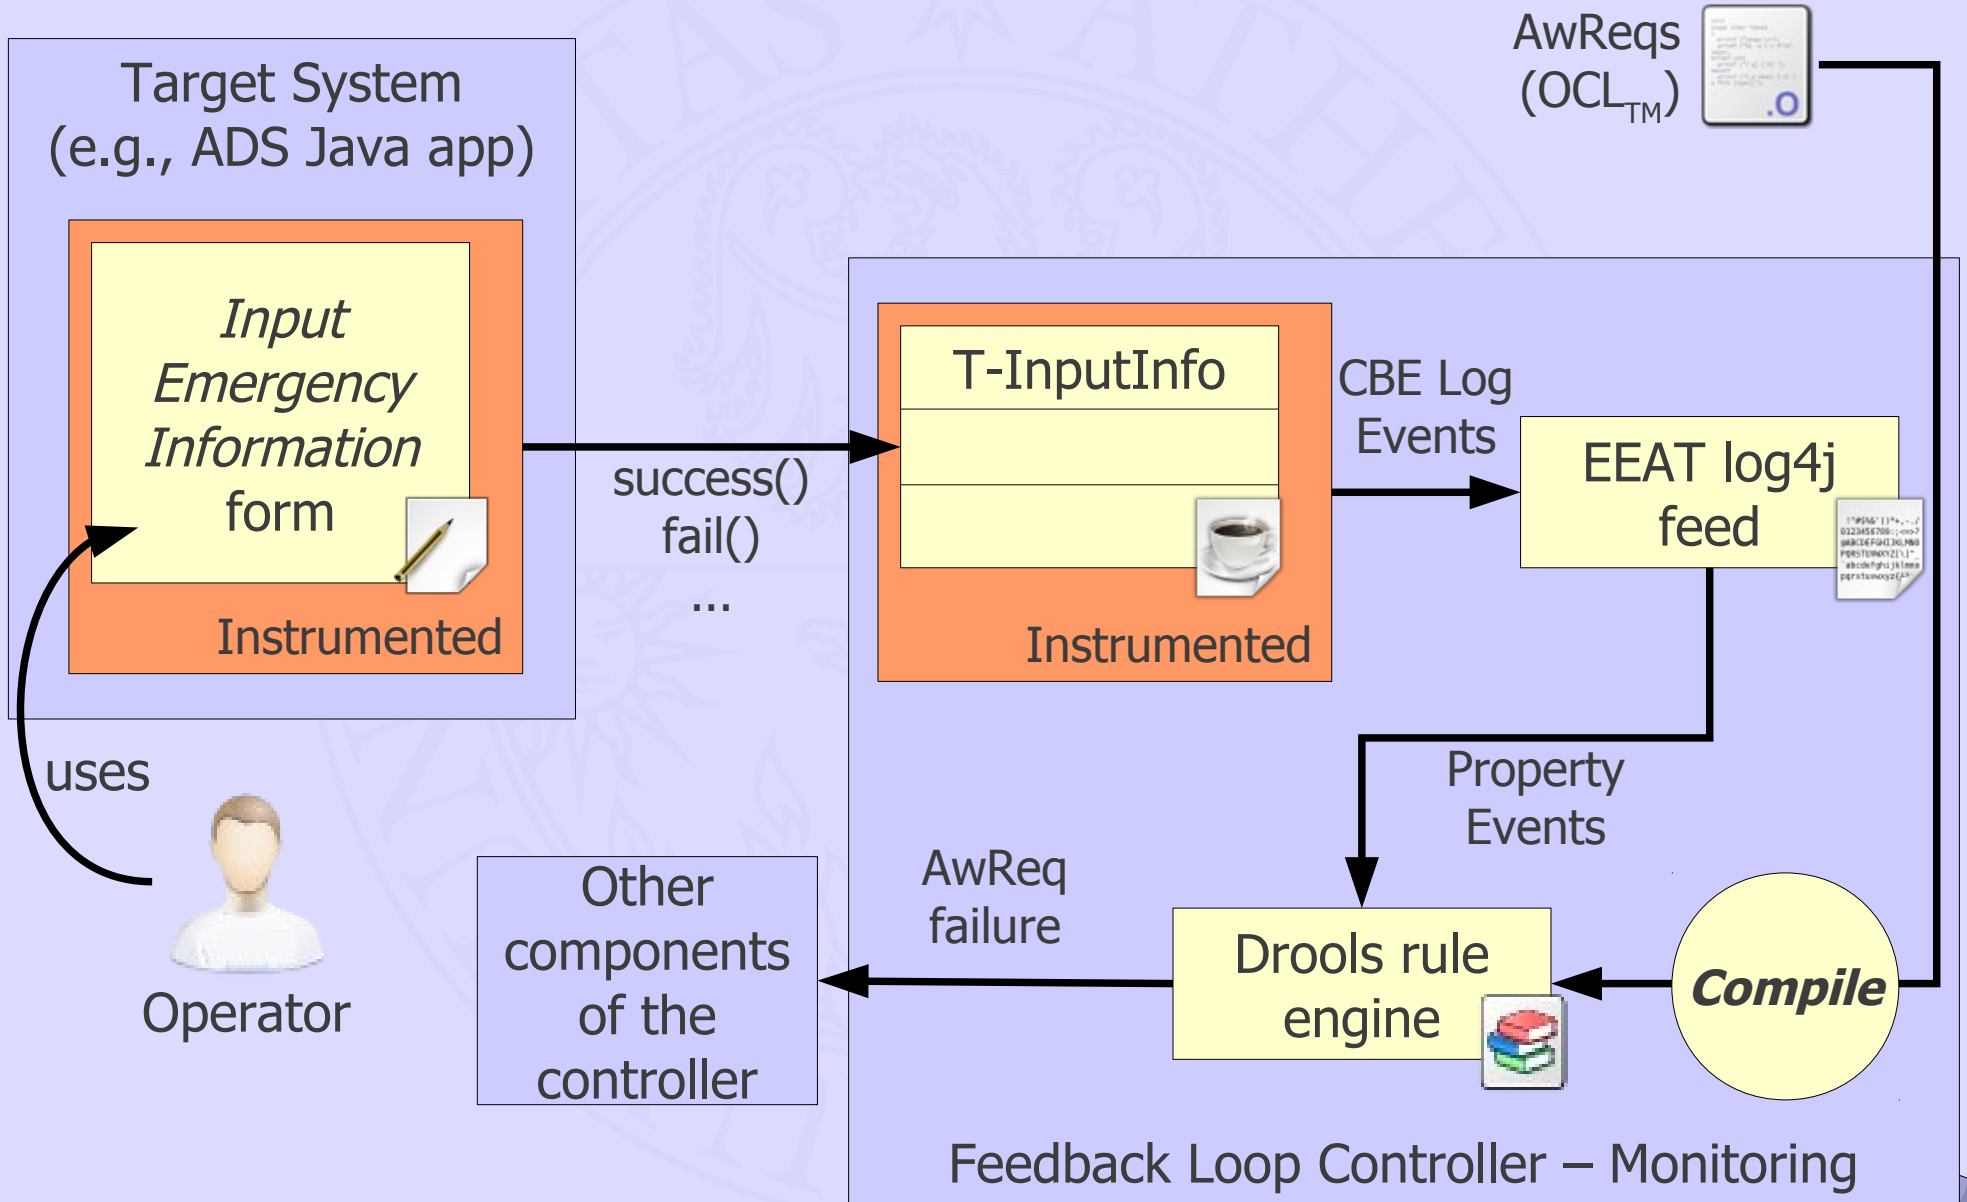 Target System
(e.g., ADS Java app)
Input
Emergency
Information
form
Instrumented
uses
Operator
success()
fail()
...
AwReqs
(OCLTM)
.O
T-InputInfo
Instrumented
CBE Log
Events
EEAT log4j
feed
Property
Events
AwReq
failure
Other
components
of the
controller
Drools rule
engine
Compile
Feedback Loop Controller – Monitoring